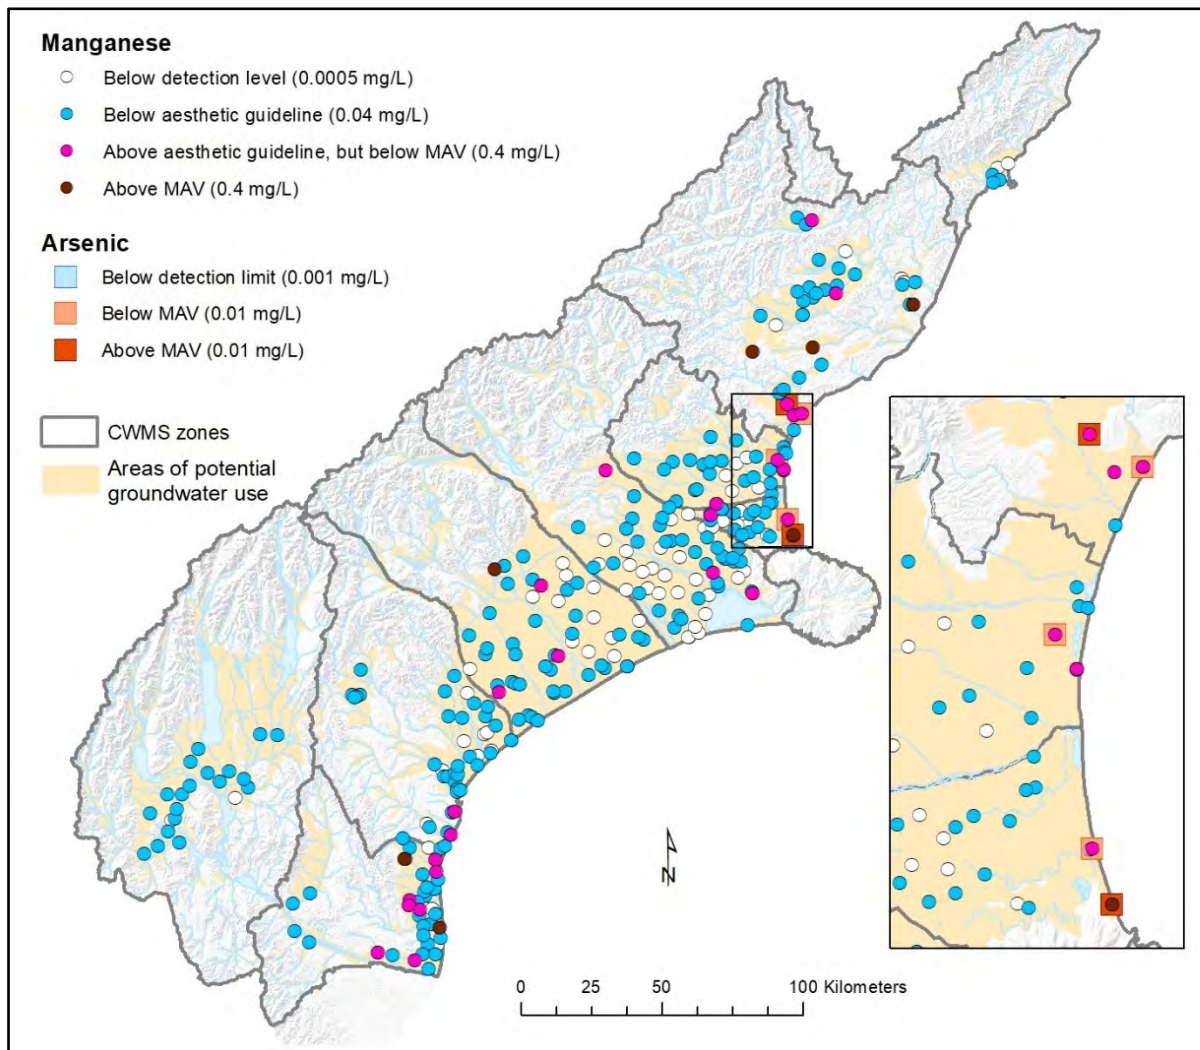 Manganese
Below detection level (0.0005 mg/L)
Below aesthetic guideline (0.04 mg/L)
Above aesthetic guideline, but below MAV (0.4 mg/L)
Above MAV (0.4 mg/L)
Arsenic
Below detection limit (0.001 mg/L)
Below MAV (0.01 mg/L)
Above MAV (0.01 mg/L)
CWMS zones
Areas of potential
groundwater use
N
0 25 50 100 Kilometers